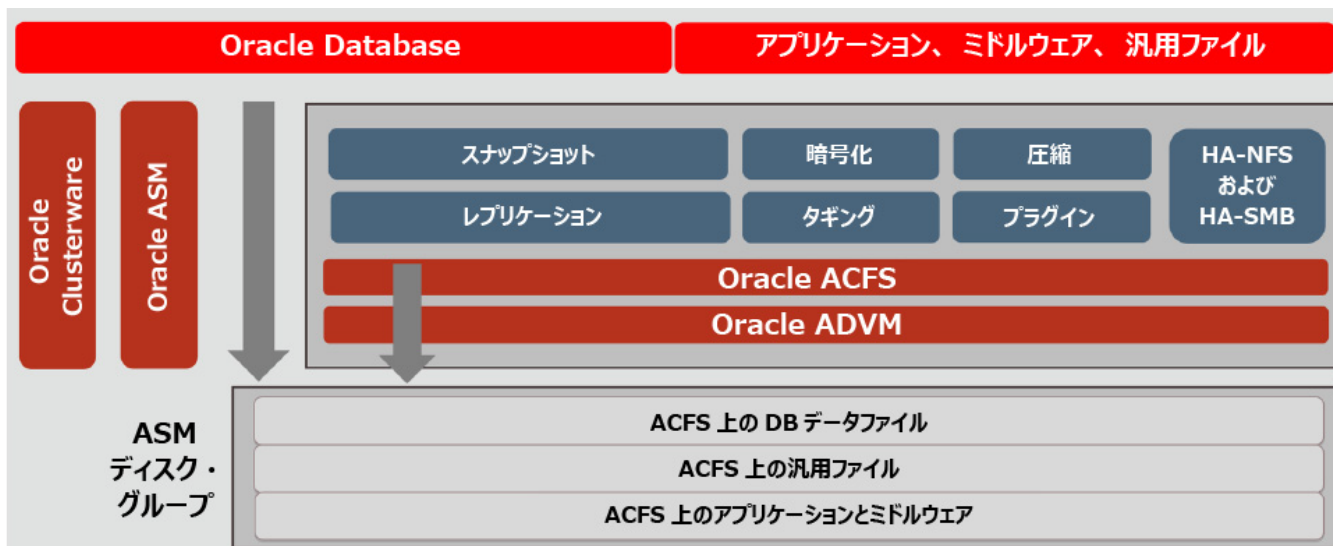 Oracle Database
アプリケーション、ミドルウェア、汎用ファイル
Oracle
Clusterware
Oracle ASM
スナップショット
暗号化
圧縮
HA-NFS
および
HA-SMB
レプリケーション
タギング
プラグイン
Oracle ACFS
Oracle ADVM
ASM
ディスク・
グループ
ACFS 上の DB データファイル
ACFS 上の汎用ファイル
ACFS 上のアプリケーションとミドルウェア